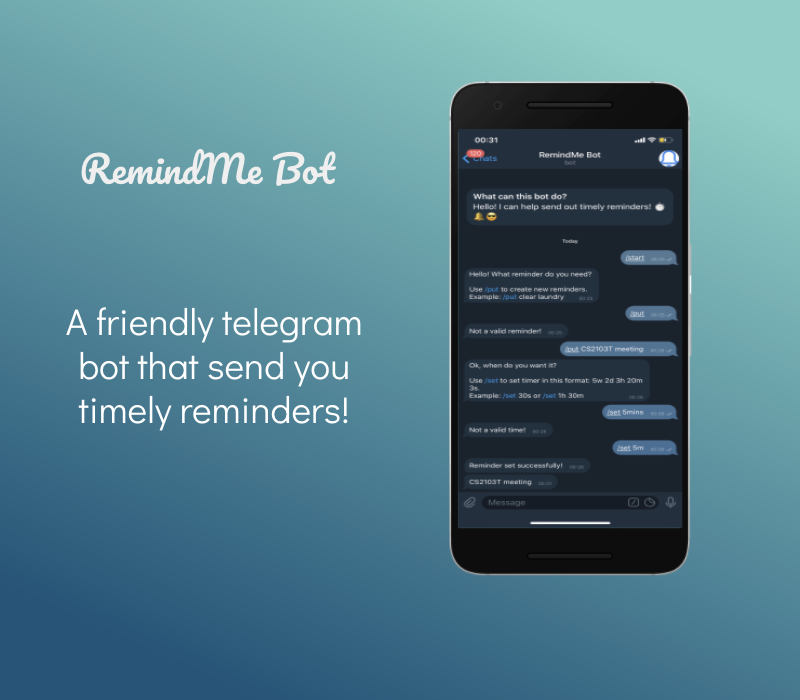 RemindMe Bot
A friendly telegram
bot that send you
timely reminders!
00:31
120
Chats
RemindMe Bot
bot
What can this bot do?
Hello! I can help send out timely reminders! ⏱
🔔😎
Today
/start
Hello! What reminder do you need?
Use /put to create new reminders.
Example: /put clear laundry
/put
Not a valid reminder!
/put CS2103T meeting
Ok, when do you want it?
Use /set to set timer in this format: 5w 2d 3h 20m
3s.
Example: /set 30s or /set 1h 30m
/set 5mins
Not a valid time!
/set 5m
Reminder set successfully!
CS2103T meeting
Message